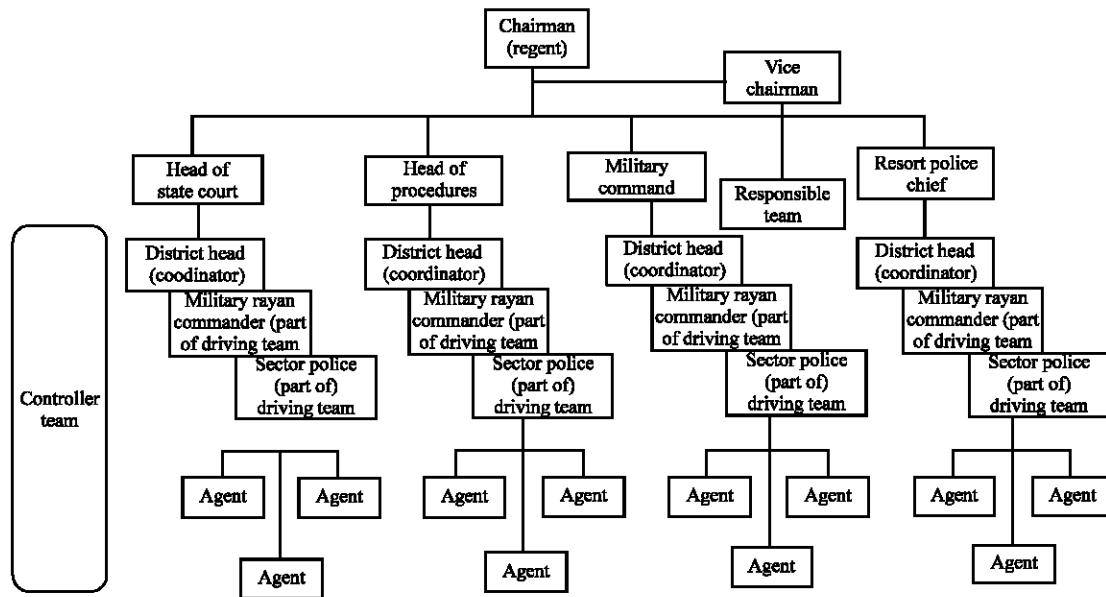 Chairman
(regent)
Vice
chairman
Head of
state court
Head of
procedures
Military
command
Responsible
team
Resort police
chief
District head
(coodinator)
District head
(coordinator)
District head
(coordinator)
District head
(coordinator)
Military rayan
commander (part
of driving team
Military rayan
commander (part
of driving team
Military rayan
commander (part
of driving team
Military rayan
commander (part
of driving team
Sector police
(part of)
driving team
Sector police
(part of)
driving team
Sector police
(part of)
driving team
Sector police
(part of)
driving team
Controller
team
Agent
Agent
Agent
Agent
Agent
Agent
Agent
Agent
Agent
Agent
Agent
Agent